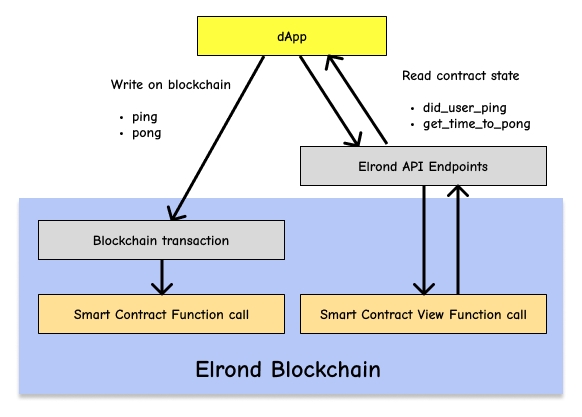 dApp
Write on blockchain
• ping
• pong
Read contract state
• did_user_ping
• get_time_to_pong
Elrond API Endpoints
Blockchain transaction
Smart Contract Function call
Smart Contract View Function call
Elrond Blockchain